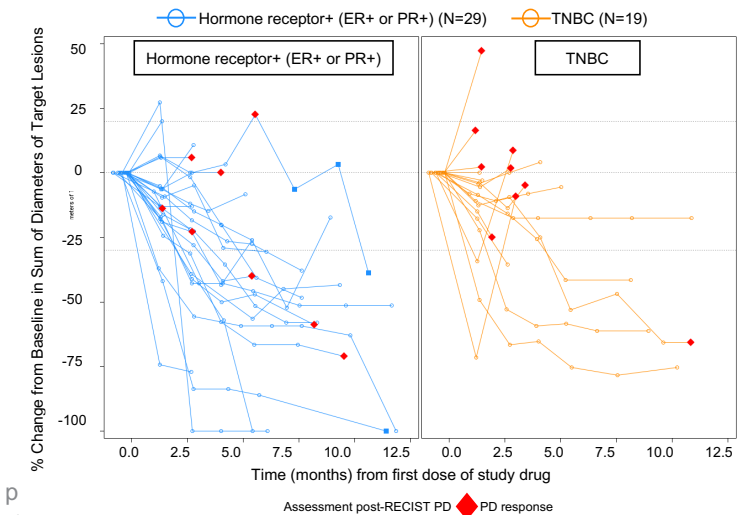 Hormone receptor+ (ER+ or PR+) (N=29) TNBC (N=19)
% Change from Baseline in Sum of Diameters of Target Lesions
meters of t
Hormone receptor+ (ER+ or PR+) TNBC
50
25
0
-25
-50
-75
-100
0.0 2.5 5.0 7.5 10.0 12.5 0.0 2.5 5.0 7.5 10.0 12.5
Time (months) from first dose of study drug
p
Assessment post-RECIST PD PD response